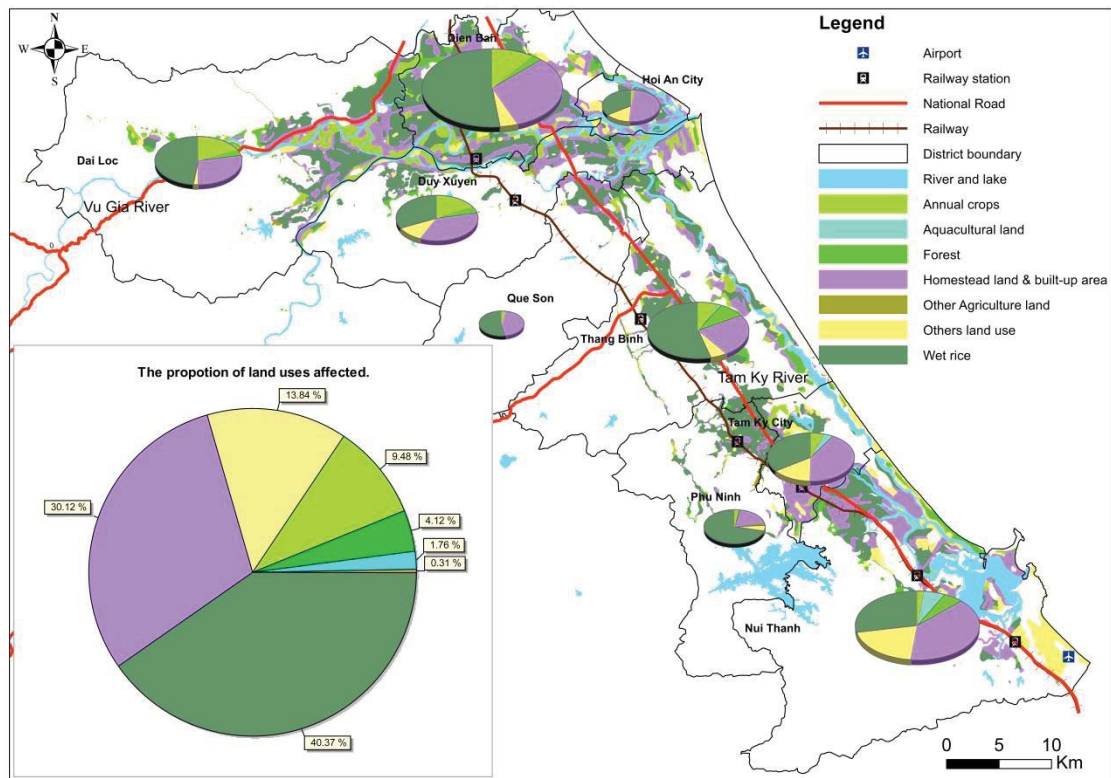 N
W E
S
Dien Ban
Hoi An City
Dai Loc
Vu Gia River
Duy Xuyen
Que Son
Thang Binh
Tam Ky River
Tam Ky City
Phu Ninh
Nui Thanh
Legend
Airport
Railway station
National Road
Railway
District boundary
River and lake
Annual crops
Aquacultural land
Forest
Homestead land & built-up area
Other Agriculture land
Others land use
Wet rice
The propotion of land uses affected.
13.84 %
9.48 %
30.12 %
4.12 %
1.76 %
0.31 %
40.37 %
0 5 10
Km